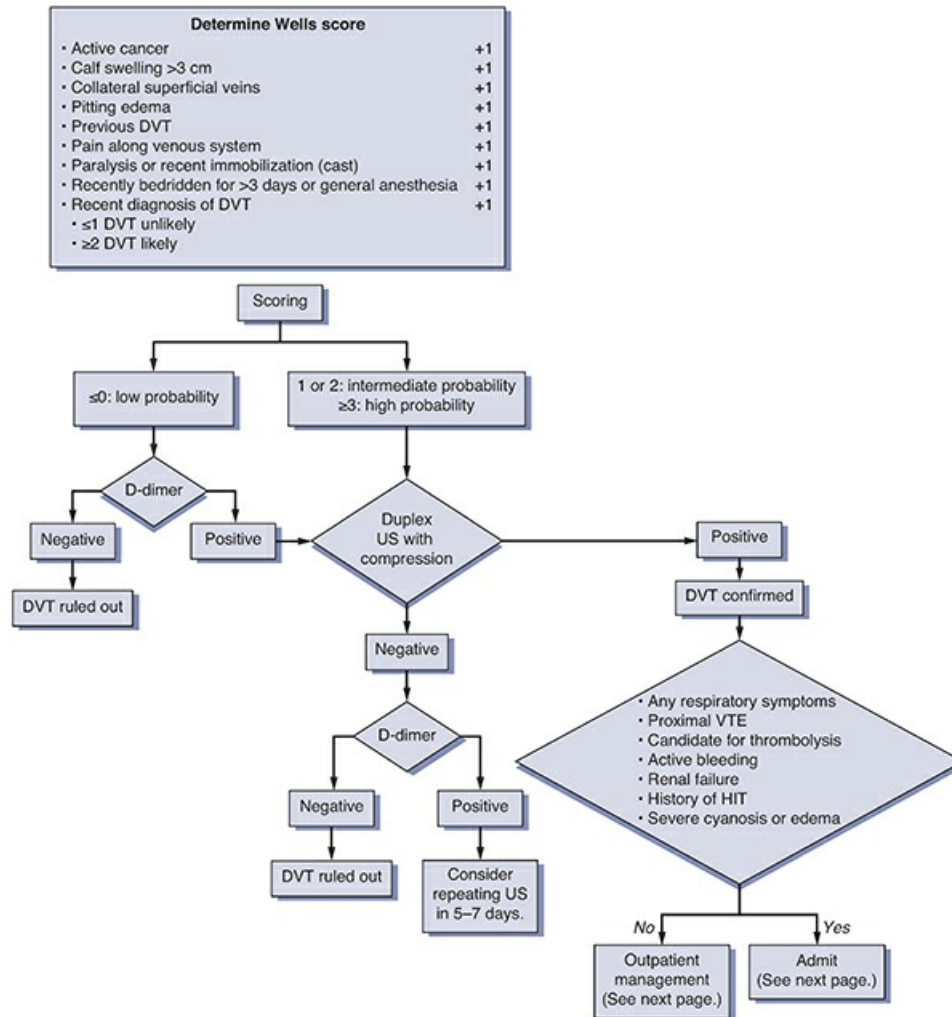 Determine Wells score
• Active cancer +1
• Calf swelling >3 cm +1
• Collateral superficial veins +1
• Pitting edema +1
• Previous DVT +1
• Pain along venous system +1
• Paralysis or recent immobilization (cast) +1
• Recently bedridden for >3 days or general anesthesia +1
• Recent diagnosis of DVT +1
• ≤1 DVT unlikely
• ≥2 DVT likely
Scoring
≤0: low probability
1 or 2: intermediate probability
≥3: high probability
D-dimer
Negative
Positive
DVT ruled out
Duplex
US with
compression
Positive
DVT confirmed
Negative
D-dimer
Negative
Positive
DVT ruled out
Consider
repeating US
in 5–7 days.
• Any respiratory symptoms
• Proximal VTE
• Candidate for thrombolysis
• Active bleeding
• Renal failure
• History of HIT
• Severe cyanosis or edema
No
Yes
Outpatient
management
(See next page.)
Admit
(See next page.)